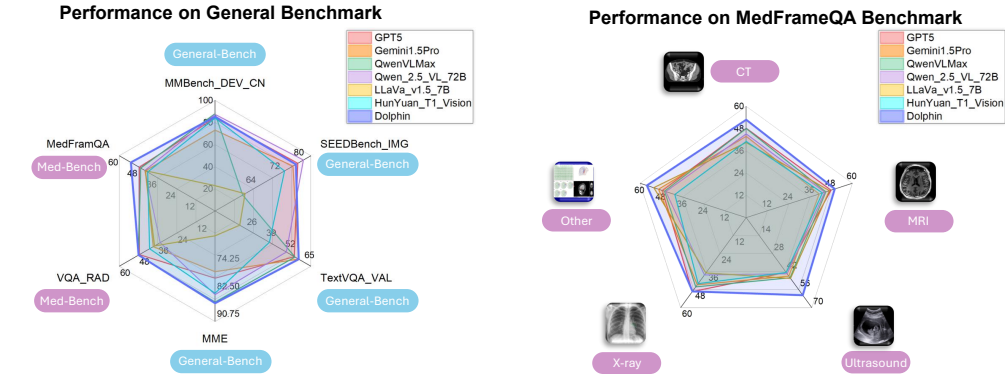 Performance on General Benchmark
General-Bench
MMBench_DEV_CN
GPT5
Gemini1.5Pro
QwenVLMax
Qwen_2.5_VL_72B
LLaVa_v1.5_7B
HunYuan_T1_Vision
Dolphin
100
60
40
20
MedFramQA
Med-Bench
60
48
36
24
12
SEEDBench_IMG
General-Bench
80
72
64
VQA_RAD
Med-Bench
60
48
36
24
12
TextVQA_VAL
General-Bench
65
52
39
26
74.25
82.50
90.75
MME
General-Bench
Performance on MedFrameQA Benchmark
GPT5
Gemini1.5Pro
QwenVLMax
Qwen_2.5_VL_72B
LLaVa_v1.5_7B
HunYuan_T1_Vision
Dolphin
CT
60
48
36
24
12
Other
60
48
36
24
12
MRI
60
48
36
24
12
X-ray
60
48
36
24
12
Ultrasound
70
56
42
28
14